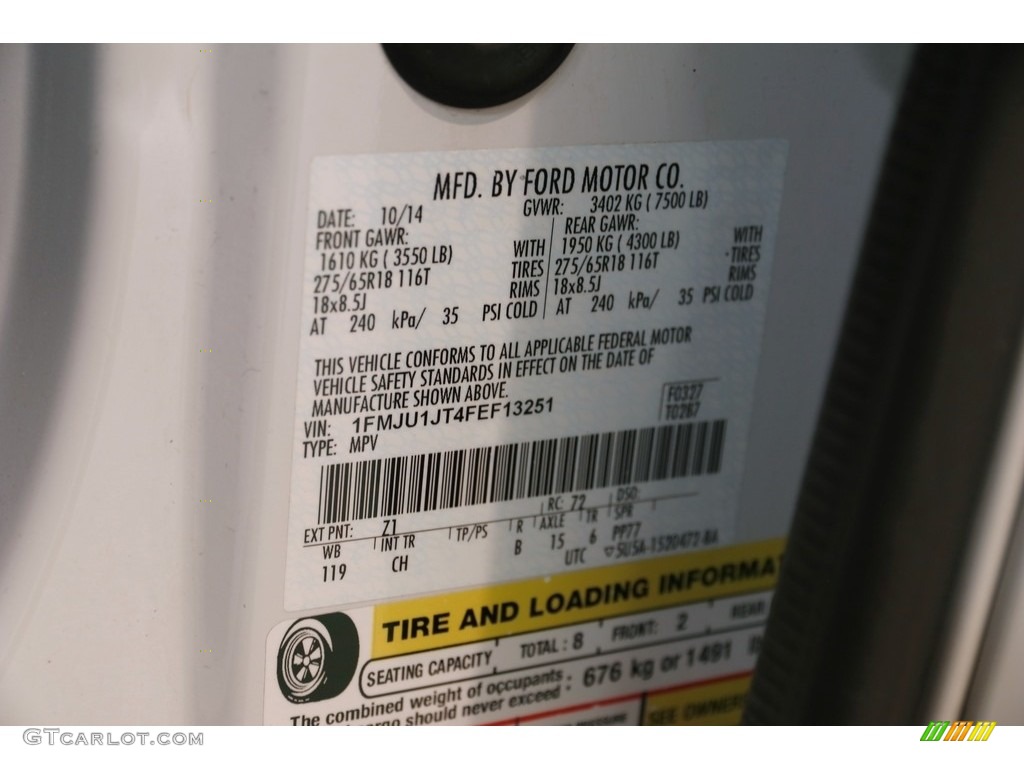 MFD. BY FORD MOTOR CO.
DATE: 10/14 GVWR: 3402 KG ( 7500 LB)
FRONT GAWR: REAR GAWR:
1610 KG ( 3550 LB) WITH 1950 KG ( 4300 LB) WITH
275/65R18 116T TIRES 275/65R18 116T TIRES
18x8.5J RIMS 18x8.5J RIMS
AT 240 kPa/ 35 PSI COLD AT 240 kPa/ 35 PSI COLD
THIS VEHICLE CONFORMS TO ALL APPLICABLE FEDERAL MOTOR
VEHICLE SAFETY STANDARDS IN EFFECT ON THE DATE OF
MANUFACTURE SHOWN ABOVE.
VIN: 1FMJU1JT4FEF13251 F0327
TYPE: MPV T0267
EXT PNT: Z1 RC: 72 DSO:
WB INT TR TP/PS R AXLE TR SPR
119 CH B 15 6 PP77
UTC 5U5A-1520472-BA
TIRE AND LOADING INFORMA
SEATING CAPACITY TOTAL : 8 FRONT: 2 REAR
The combined weight of occupants : 676 kg or 1491
should never exceed
SEE OWNER
GTcarlot.com